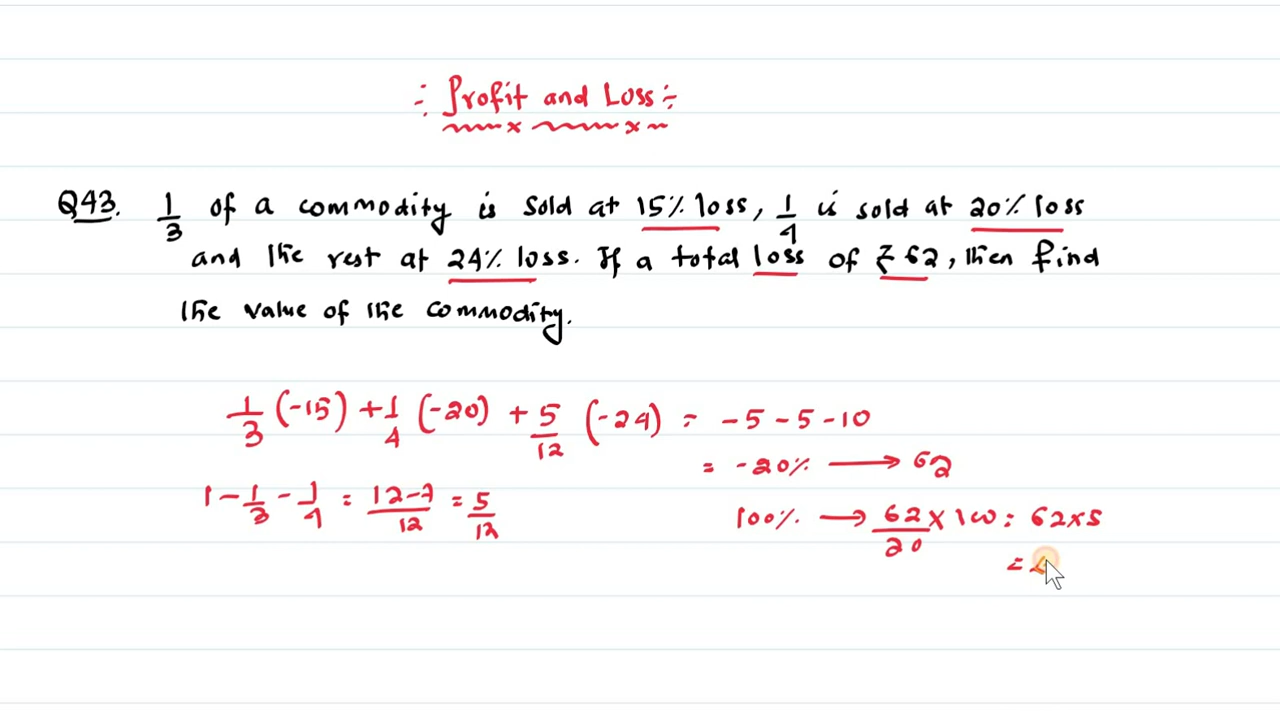 ÷ Profit and Loss ÷
Q43. 1/3 of a commodity is sold at 15% loss, 1/4 is sold at 20% loss
and the rest at 24% loss. If a total loss of ₹ 62, then find
the value of the commodity.
1/3 (-15) + 1/4 (-20) + 5/12 (-24) = -5 -5 -10
= -20% → 62
1 - 1/3 - 1/4 = 12-7/12 = 5/12
100% → 62/20 × 100 = 62×5
=